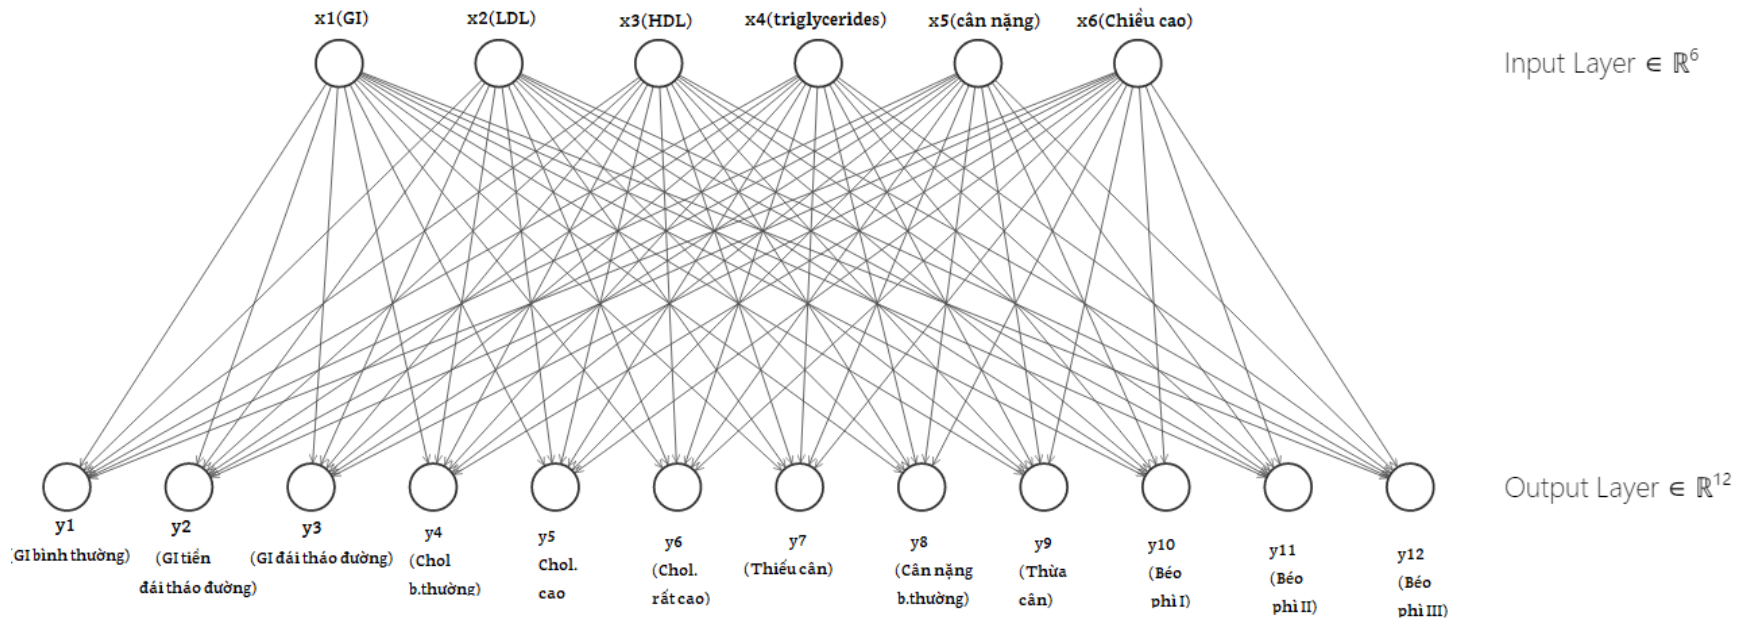 x1(GI) x2(LDL) x3(HDL) x4(triglycerides) x5(cân nặng) x6(Chiều cao)
Input Layer ∈ ℝ⁶
Output Layer ∈ ℝ¹²
y1
(GI bình thường)
y2
(GI tiền
đái tháo đường)
y3
(GI đái tháo đường)
y4
(Chol
b.thường)
y5
Chol.
cao
y6
(Chol.
rất cao)
y7
(Thiếu cân)
y8
(Cân nặng
b.thường)
y9
(Thừa
cân)
y10
(Béo
phì I)
y11
(Béo
phì II)
y12
(Béo
phì III)